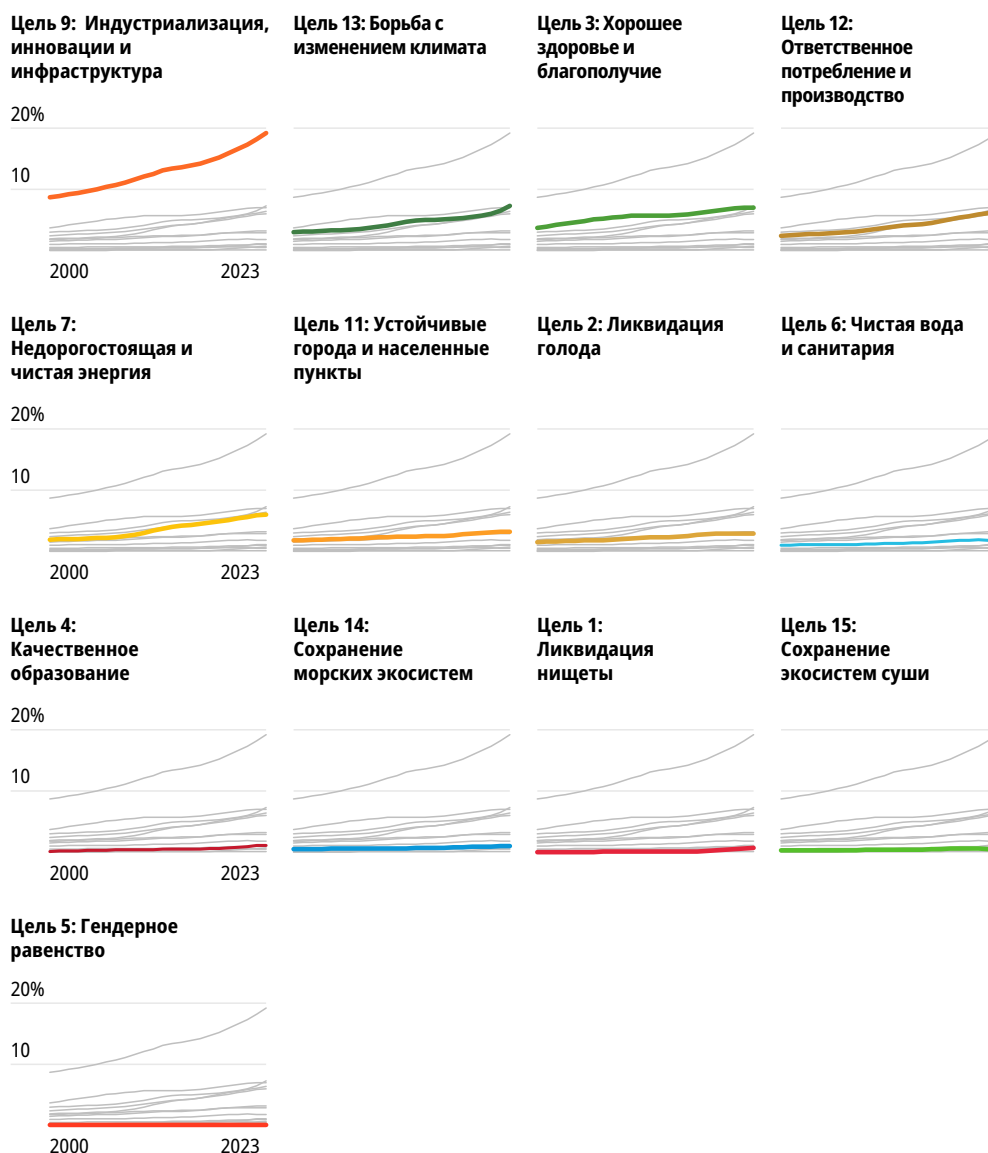 Цель 9: Индустриализация,
инновации и
инфраструктура
Цель 13: Борьба с
изменением климата
Цель 3: Хорошее
здоровье и
благополучие
Цель 12:
Ответственное
потребление и
производство
20%
10
2000 2023
Цель 7:
Недорогостоящая и
чистая энергия
Цель 11: Устойчивые
города и населенные
пункты
Цель 2: Ликвидация
голода
Цель 6: Чистая вода
и санитария
20%
10
2000 2023
Цель 4:
Качественное
образование
Цель 14:
Сохранение
морских экосистем
Цель 1:
Ликвидация
нищеты
Цель 15:
Сохранение
экосистем суши
20%
10
2000 2023
Цель 5: Гендерное
равенство
20%
10
2000 2023